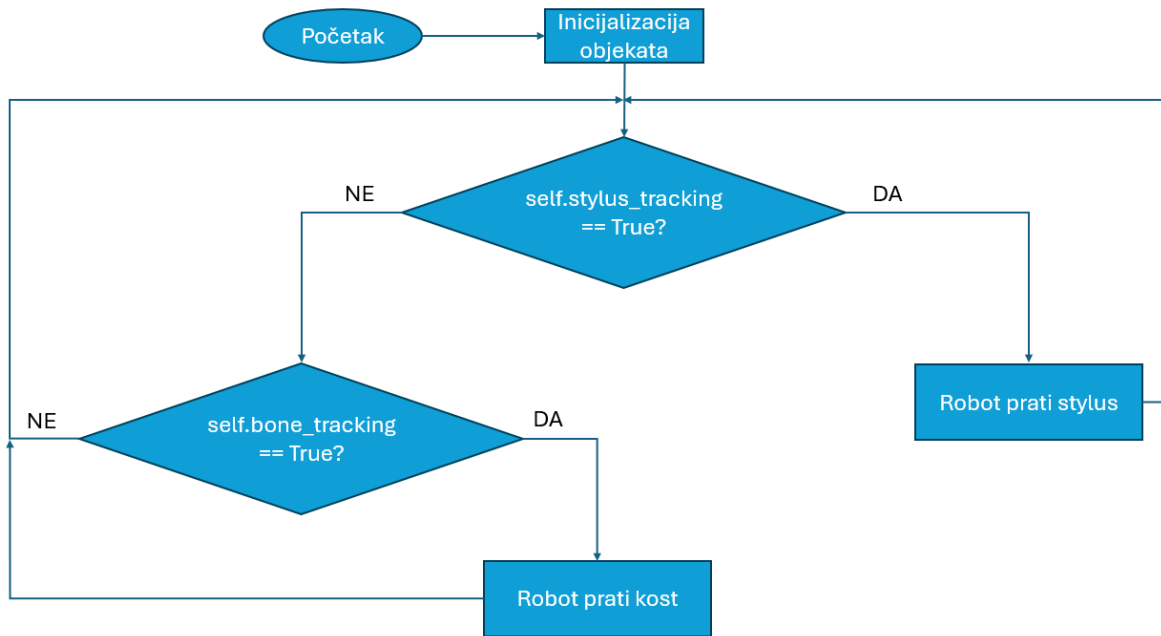 Početak
Inicijalizacija
objekata
NE
self.stylus_tracking
== True?
DA
NE
self.bone_tracking
== True?
DA
Robot prati stylus
Robot prati kost